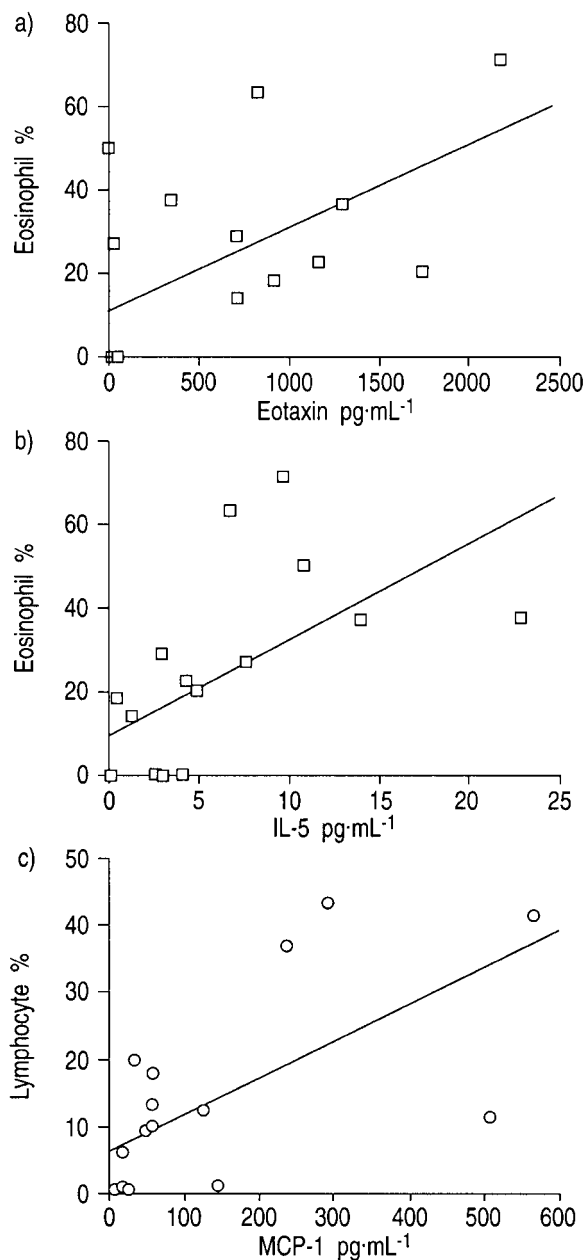 a)
80
60
40
20
0
Eosinophil %
0 500 1000 1500 2000 2500
Eotaxin pg·mL-1
b)
80
60
40
20
0
Eosinophil %
0 5 10 15 20 25
IL-5 pg·mL-1
c)
50
40
30
20
10
0
Lymphocyte %
0 100 200 300 400 500 600
MCP-1 pg·mL-1